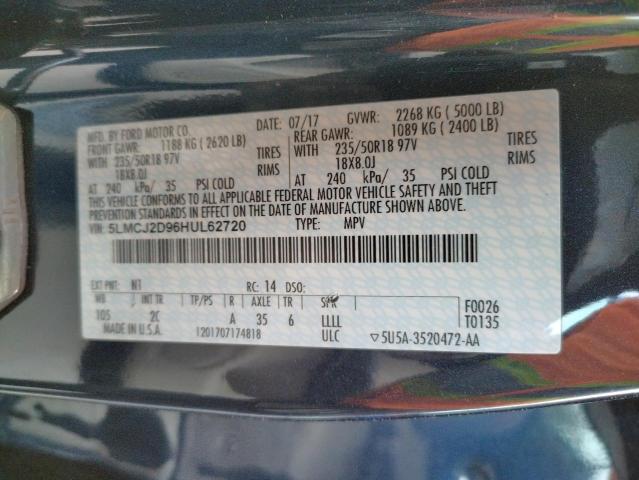 MFD. BY FORD MOTOR CO. DATE: 07/17 GVWR: 2268 KG ( 5000 LB)
FRONT GAWR: 1188 KG ( 2620 LB) REAR GAWR: 1089 KG ( 2400 LB)
WITH 235/50R18 97V TIRES WITH 235/50R18 97V TIRES
18X8.0J RIMS 18X8.0J RIMS
AT 240 kPa/ 35 PSI COLD AT 240 kPa/ 35 PSI COLD
THIS VEHICLE CONFORMS TO ALL APPLICABLE FEDERAL MOTOR VEHICLE SAFETY AND THEFT
PREVENTION STANDARDS IN EFFECT ON THE DATE OF MANUFACTURE SHOWN ABOVE.
VIN: 5LMCJ2D96HUL62720 TYPE: MPV
EXT PNT: N1 RC: 14 DSO:
WB INT TR TP/PS R AXLE TR SPR F0026
105 2C A 35 6 LLLL T0135
MADE IN U.S.A. 1201707174818 ULC ▽5U5A-3520472-AA